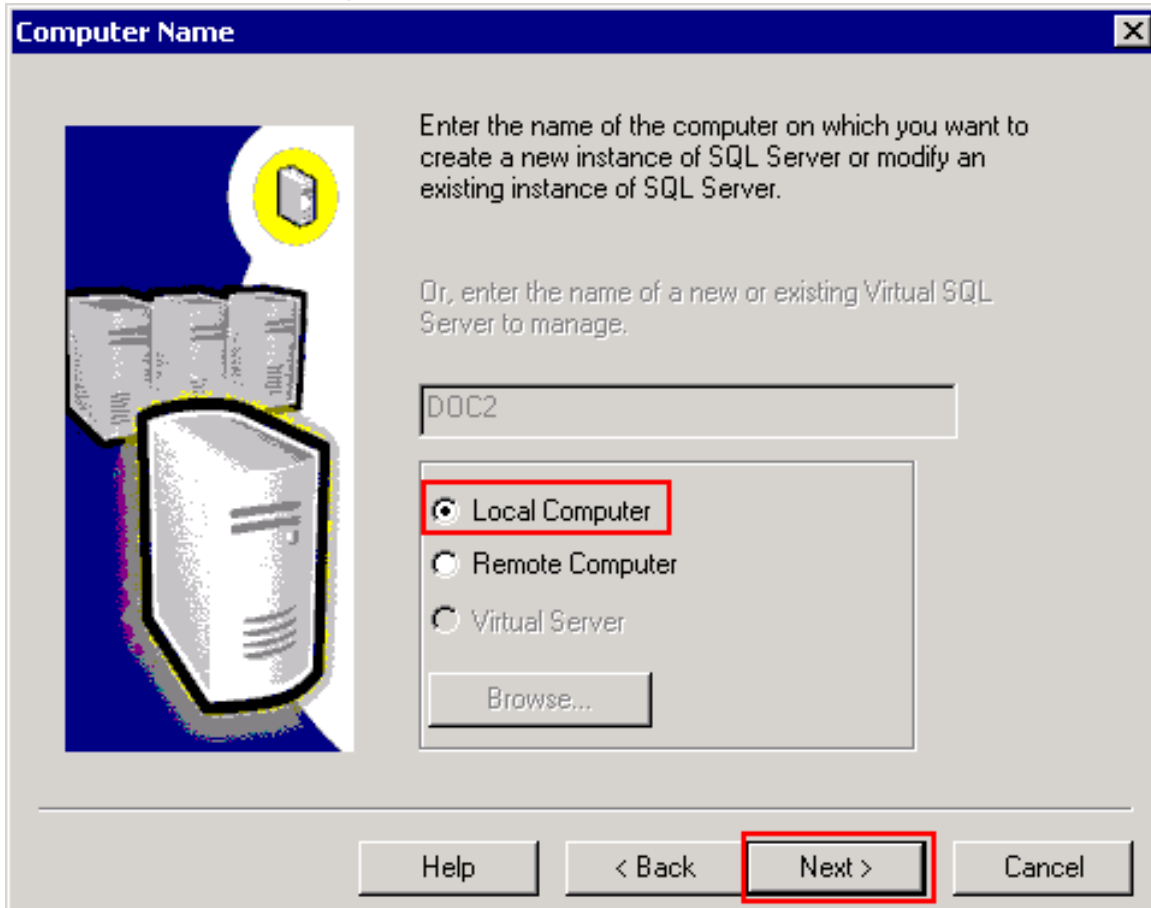 Computer Name
Enter the name of the computer on which you want to
create a new instance of SQL Server or modify an
existing instance of SQL Server.
Or, enter the name of a new or existing Virtual SQL
Server to manage.
DOC2
Local Computer
Remote Computer
Virtual Server
Browse...
Help
< Back
Next >
Cancel